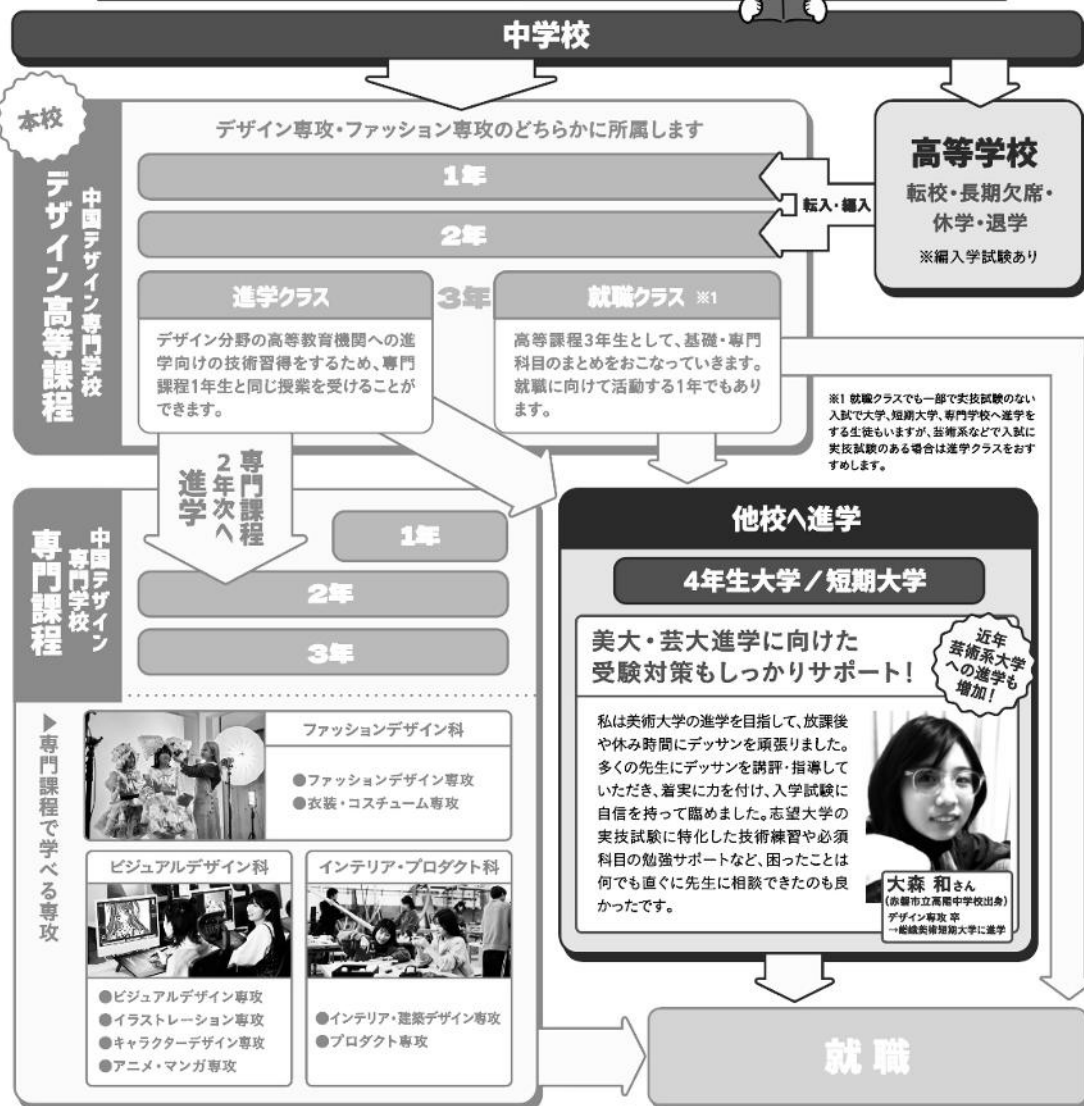 中学校
本校
中国デザイン専門学校
デザイン高等課程
デザイン専攻・ファッション専攻のどちらかに所属します
1年
2年
転入・編入
高等学校
転校・長期欠席・
休学・退学
※編入学試験あり
3年
進学クラス
デザイン分野の高等教育機関への進
学向けの技術習得をするため、専門
課程1年生と同じ授業を受けることが
できます。
就職クラス ※1
高等課程3年生として、基礎・専門
科目のまとめをおこなっていきます。
就職に向けて活動する1年でもあり
ます。
※1 就職クラスでも一部で実技試験のない
入試で大学、短期大学、専門学校へ進学を
する生徒もいますが、芸術系などで入試に
実技試験のある場合は進学クラスをおす
すめします。
専門課程
2年次へ
進学
中国デザイン
専門学校
専門課程
1年
2年
3年
▶専門課程で学べる専攻
ファッションデザイン科
●ファッションデザイン専攻
●衣装・コスチューム専攻
ビジュアルデザイン科
●ビジュアルデザイン専攻
●イラストレーション専攻
●キャラクターデザイン専攻
●アニメ・マンガ専攻
インテリア・プロダクト科
●インテリア・建築デザイン専攻
●プロダクト専攻
他校へ進学
4年生大学／短期大学
美大・芸大進学に向けた
受験対策もしっかりサポート！
近年
芸術系大学
への進学も
増加！
私は美術大学の進学を目指して、放課後
や休み時間にデッサンを頑張りました。
多くの先生にデッサンを講評・指導して
いただき、着実に力を付け、入学試験に
自信を持って臨めました。志望大学の
実技試験に特化した技術練習や必須
科目の勉強サポートなど、困ったことは
何でも直ぐに先生に相談できたのも良
かったです。
大森 和さん
(赤磐市立高陽中学校出身)
デザイン専攻 卒
→嵯峨美術短期大学に進学
就職